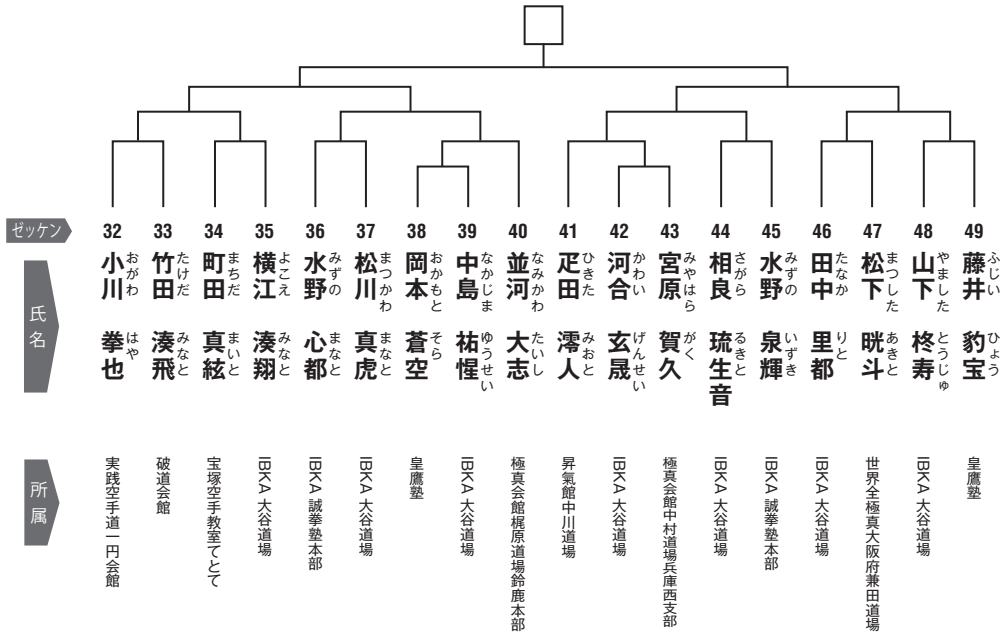 ゼッケン
32 33 34 35 36 37 38 39 40 41 42 43 44 45 46 47 48 49
氏名
小川 拳也
おがわ はや
竹田 湊飛
たけだ みなと
町田 真絃
まちだ まいと
横江 湊翔
よこえ みなと
水野 心都
みずの まなと
松川 真虎
まつかわ まなと
岡本 蒼空
おかもと そら
中島 祐惺
なかじま ゆうせい
並河 大志
なみかわ たいし
疋田 澪人
ひきた みおと
河合 玄晟
かわい げんせい
宮原 賀久
みやはら がく
相良 琉生音
さがら るきと
水野 泉輝
みずの いずき
田中 里都
たなか りと
松下 晄斗
まつした あきと
山下 柊寿
やました とうじゅ
藤井 豹宝
ふじい ひょう
所属
実践空手道一円会館
破道会館
宝塚空手教室てとて
IBKA 大谷道場
IBKA 誠拳塾本部
IBKA 大谷道場
皇鷹塾
IBKA 大谷道場
極真会館梶原道場鈴鹿本部
昇氣館中川道場
IBKA 大谷道場
極真会館中村道場兵庫西支部
IBKA 大谷道場
IBKA 誠拳塾本部
IBKA 大谷道場
世界全極真大阪府兼田道場
IBKA 大谷道場
皇鷹塾